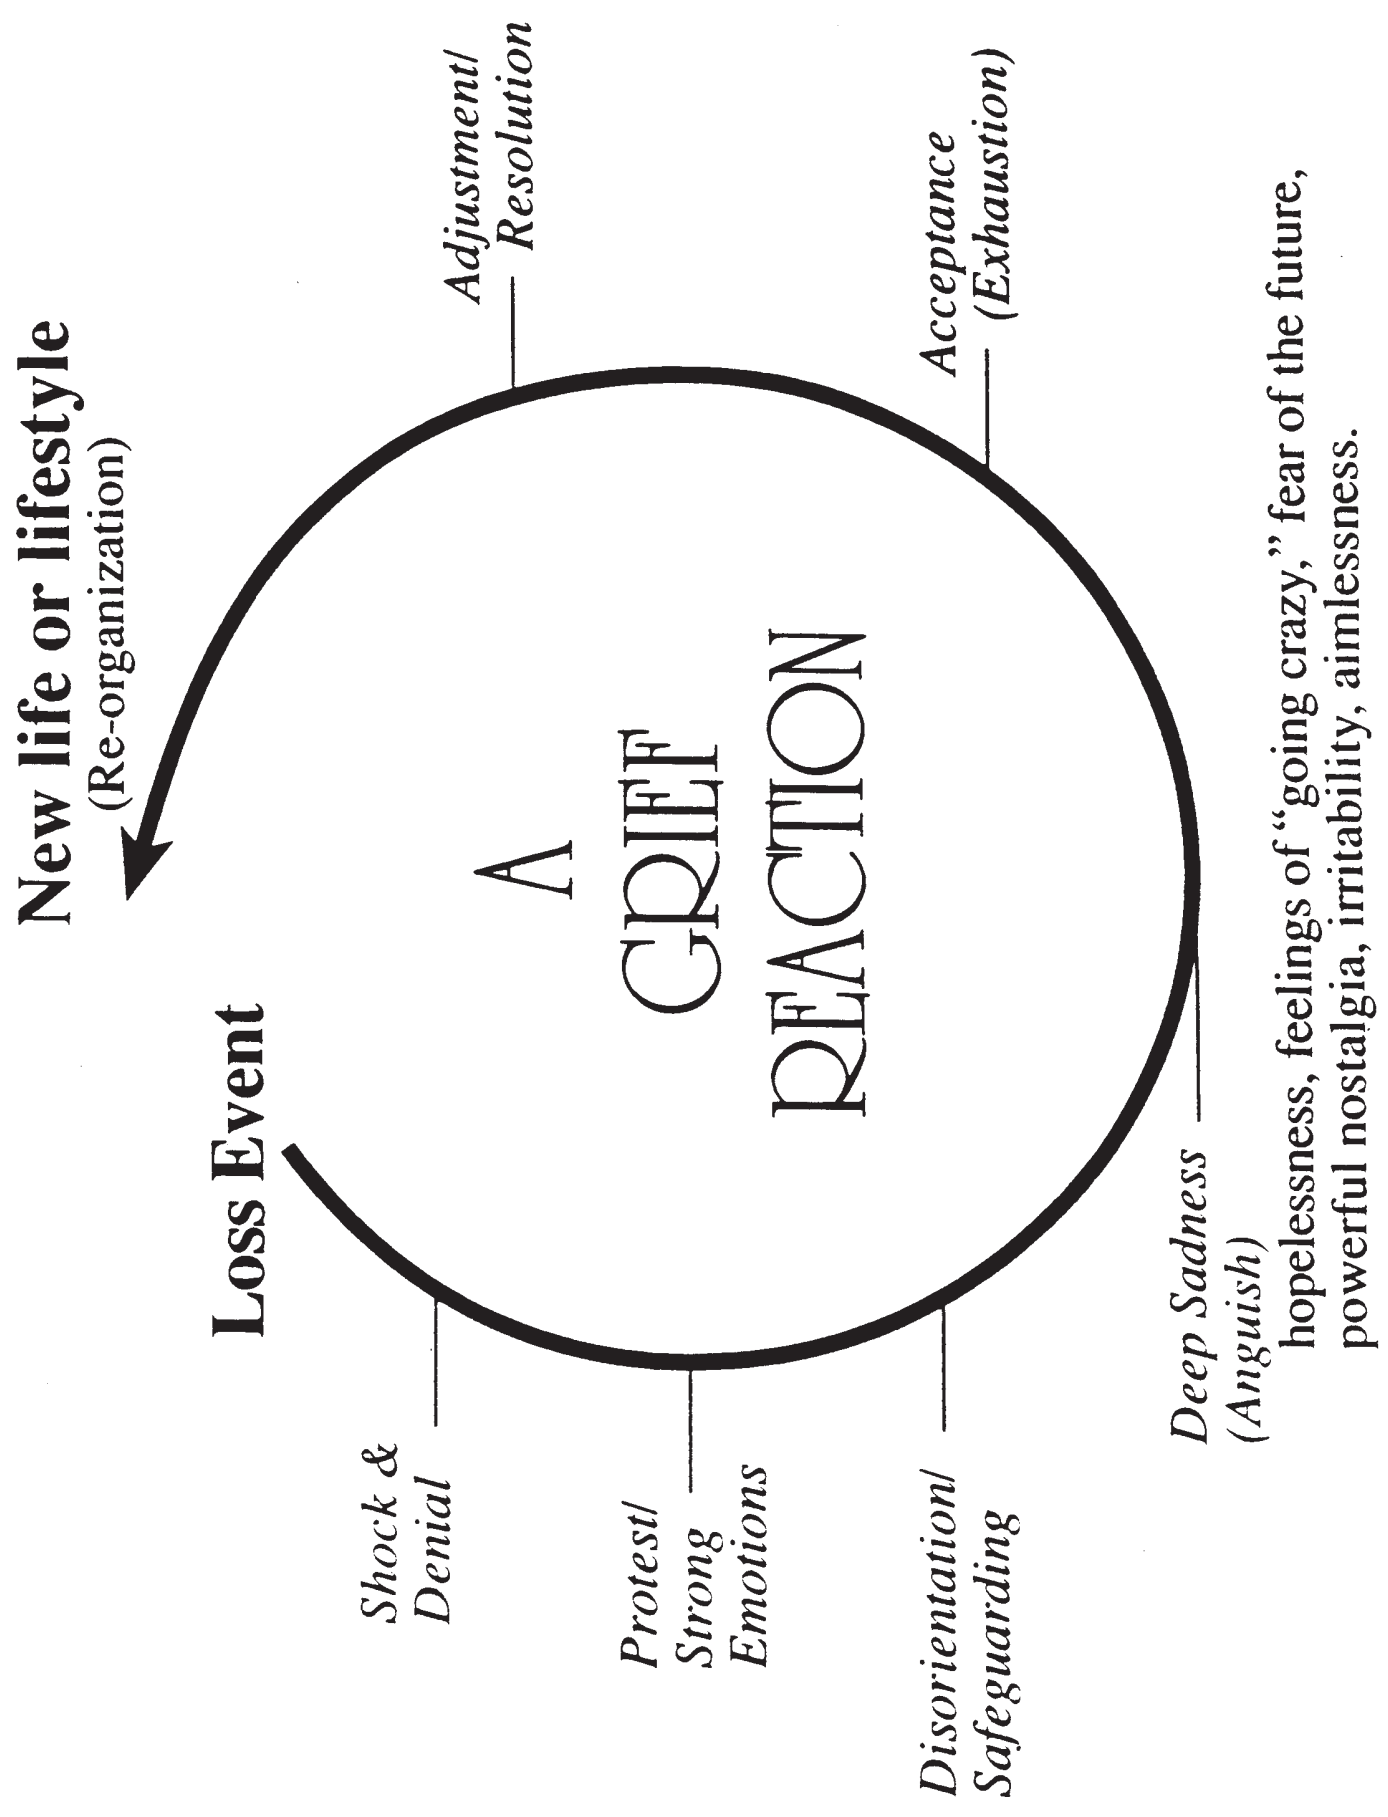 New life or lifestyle
(Re-organization)
Loss Event
Shock &
Denial
Protest/
Strong
Emotions
Disorientation/
Safeguarding
Deep Sadness
(Anguish)
hopelessness, feelings of “going crazy,” fear of the future,
powerful nostalgia, irritability, aimlessness.
Acceptance
(Exhaustion)
Adjustment/
Resolution
A
GRIEF
REACTION